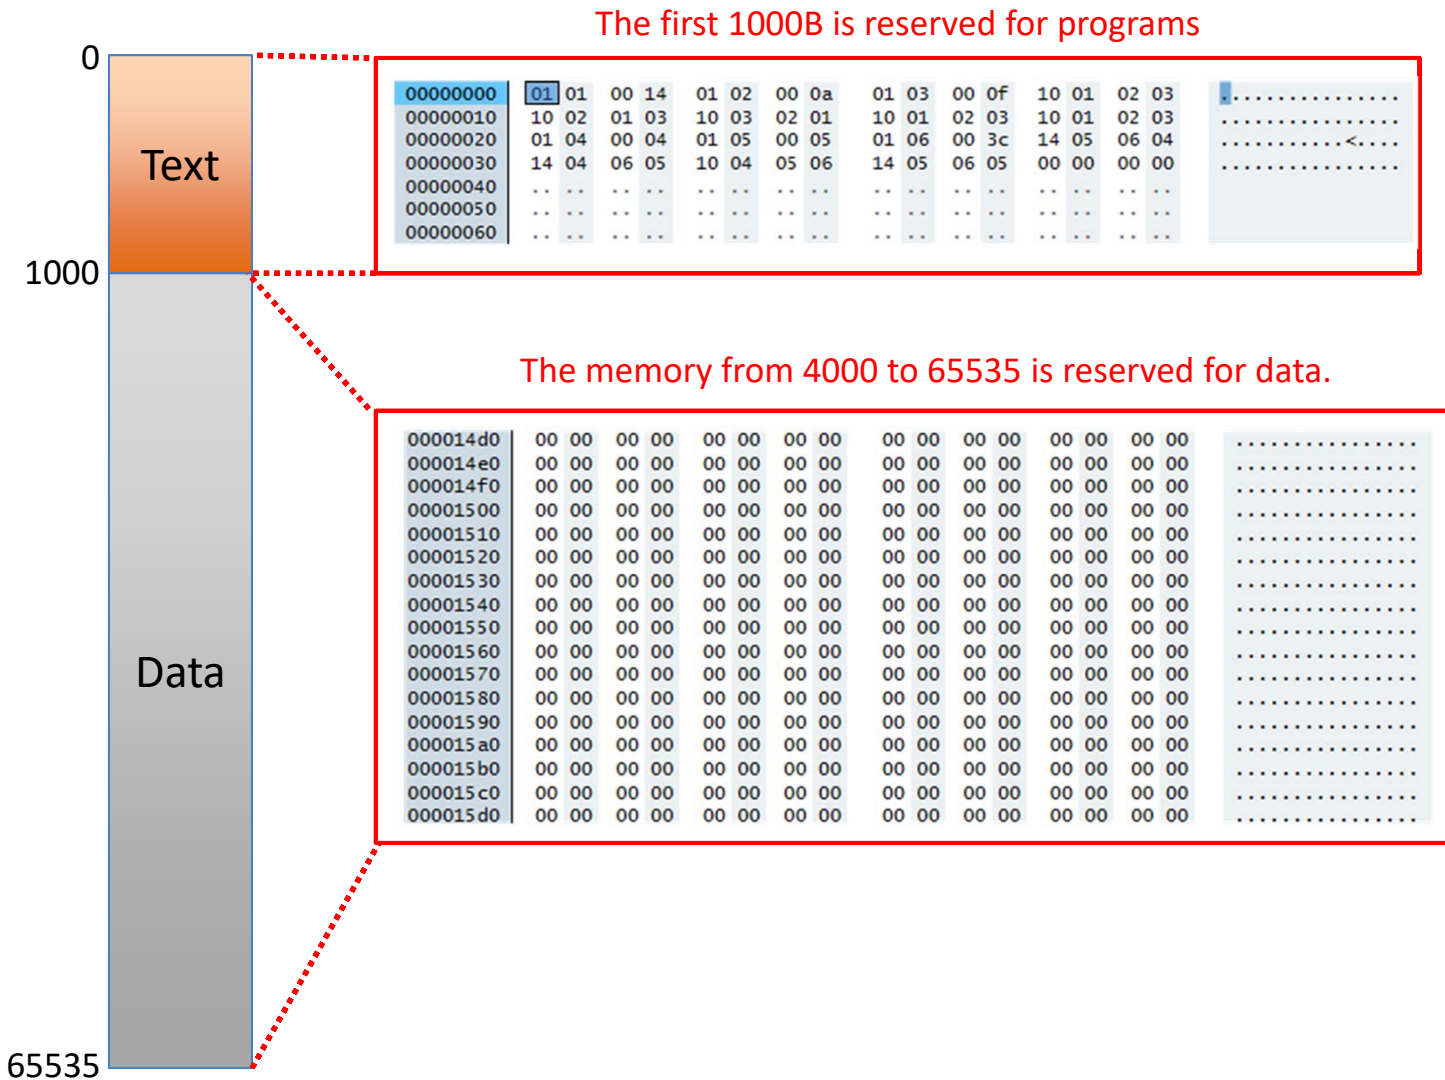 The first 1000B is reserved for programs
0
00000000 01 01 00 14 01 02 00 0a 01 03 00 0f 10 01 02 03 ................
00000010 10 02 01 03 10 03 02 01 10 01 02 03 10 01 02 03 ................
00000020 01 04 00 04 01 05 00 05 01 06 00 3c 14 05 06 04 ...........<....
00000030 14 04 06 05 10 04 05 06 14 05 06 05 00 00 00 00 ................
00000040 .. .. .. .. .. .. .. .. .. .. .. .. .. .. .. ..
00000050 .. .. .. .. .. .. .. .. .. .. .. .. .. .. .. ..
00000060 .. .. .. .. .. .. .. .. .. .. .. .. .. .. .. ..
Text
1000
The memory from 4000 to 65535 is reserved for data.
000014d0 00 00 00 00 00 00 00 00 00 00 00 00 00 00 00 00 ................
000014e0 00 00 00 00 00 00 00 00 00 00 00 00 00 00 00 00 ................
000014f0 00 00 00 00 00 00 00 00 00 00 00 00 00 00 00 00 ................
00001500 00 00 00 00 00 00 00 00 00 00 00 00 00 00 00 00 ................
00001510 00 00 00 00 00 00 00 00 00 00 00 00 00 00 00 00 ................
00001520 00 00 00 00 00 00 00 00 00 00 00 00 00 00 00 00 ................
00001530 00 00 00 00 00 00 00 00 00 00 00 00 00 00 00 00 ................
00001540 00 00 00 00 00 00 00 00 00 00 00 00 00 00 00 00 ................
00001550 00 00 00 00 00 00 00 00 00 00 00 00 00 00 00 00 ................
00001560 00 00 00 00 00 00 00 00 00 00 00 00 00 00 00 00 ................
00001570 00 00 00 00 00 00 00 00 00 00 00 00 00 00 00 00 ................
00001580 00 00 00 00 00 00 00 00 00 00 00 00 00 00 00 00 ................
00001590 00 00 00 00 00 00 00 00 00 00 00 00 00 00 00 00 ................
000015a0 00 00 00 00 00 00 00 00 00 00 00 00 00 00 00 00 ................
000015b0 00 00 00 00 00 00 00 00 00 00 00 00 00 00 00 00 ................
000015c0 00 00 00 00 00 00 00 00 00 00 00 00 00 00 00 00 ................
000015d0 00 00 00 00 00 00 00 00 00 00 00 00 00 00 00 00 ................
Data
65535